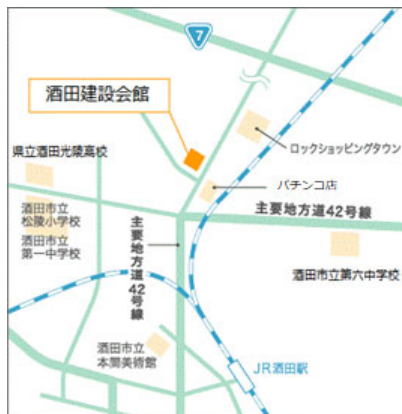 7
酒田建設会館
ロックショッピングタウン
県立酒田光陵高校
パチンコ店
酒田市立
松陵小学校
酒田市立
第一中学校
主要地方道42号線
主要地方道42号線
酒田市立第六中学校
酒田市立
本間美術館
JR酒田駅